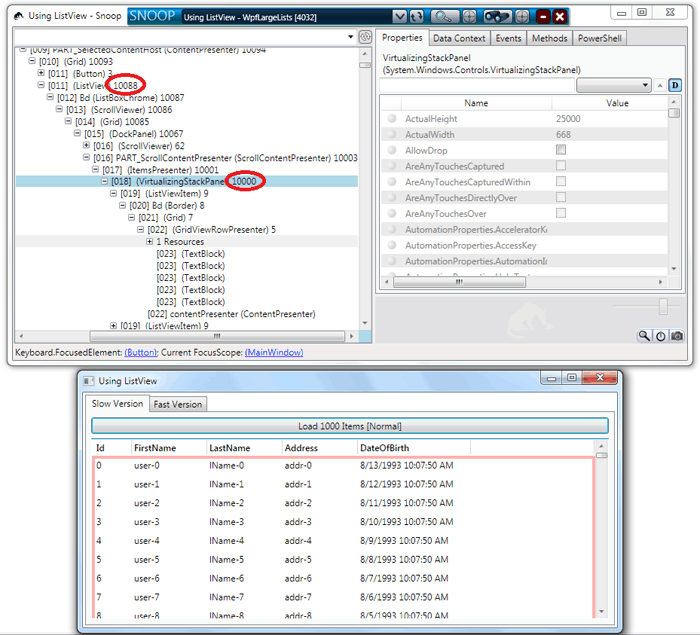 Using ListView - Snoop
SNOOP Using ListView - WpfLargeLists [4032]
[009] PART_SelectedContentHost (ContentPresenter) 10094
[010] (Grid) 10093
[011] (Button) 3
[011] (ListView) 10088
[012] Bd (ListBoxChrome) 10087
[013] (ScrollViewer) 10086
[014] (Grid) 10085
[015] (DockPanel) 10067
[016] (ScrollViewer) 62
[016] PART_ScrollContentPresenter (ScrollContentPresenter) 10003
[017] (ItemsPresenter) 10001
[018] (VirtualizingStackPanel) 10000
[019] (ListViewItem) 9
[020] Bd (Border) 8
[021] (Grid) 7
[022] (GridViewRowPresenter) 5
1 Resources
[023] (TextBlock)
[023] (TextBlock)
[023] (TextBlock)
[023] (TextBlock)
[023] (TextBlock)
[022] contentPresenter (ContentPresenter)
[019] (ListViewItem) 9
Properties Data Context Events Methods PowerShell
VirtualizingStackPanel
(System.Windows.Controls.VirtualizingStackPanel)
D
Name Value
ActualHeight 25000
ActualWidth 668
AllowDrop
AreAnyTouchesCaptured
AreAnyTouchesCapturedWithin
AreAnyTouchesDirectlyOver
AreAnyTouchesOver
AutomationProperties.AcceleratorKe
AutomationProperties.AccessKey
AutomationProperties.AutomationId
Keyboard.FocusedElement: (Button); Current FocusScope: (MainWindow)
Using ListView
Slow Version Fast Version
Load 1000 Items [Normal]
Id FirstName LastName Address DateOfBirth
0 user-0 lName-0 addr-0 8/13/1993 10:07:50 AM
1 user-1 lName-1 addr-1 8/12/1993 10:07:50 AM
2 user-2 lName-2 addr-2 8/11/1993 10:07:50 AM
3 user-3 lName-3 addr-3 8/10/1993 10:07:50 AM
4 user-4 lName-4 addr-4 8/9/1993 10:07:50 AM
5 user-5 lName-5 addr-5 8/8/1993 10:07:50 AM
6 user-6 lName-6 addr-6 8/7/1993 10:07:50 AM
7 user-7 lName-7 addr-7 8/6/1993 10:07:50 AM
8 user-8 lName-8 addr-8 8/5/1993 10:07:50 AM